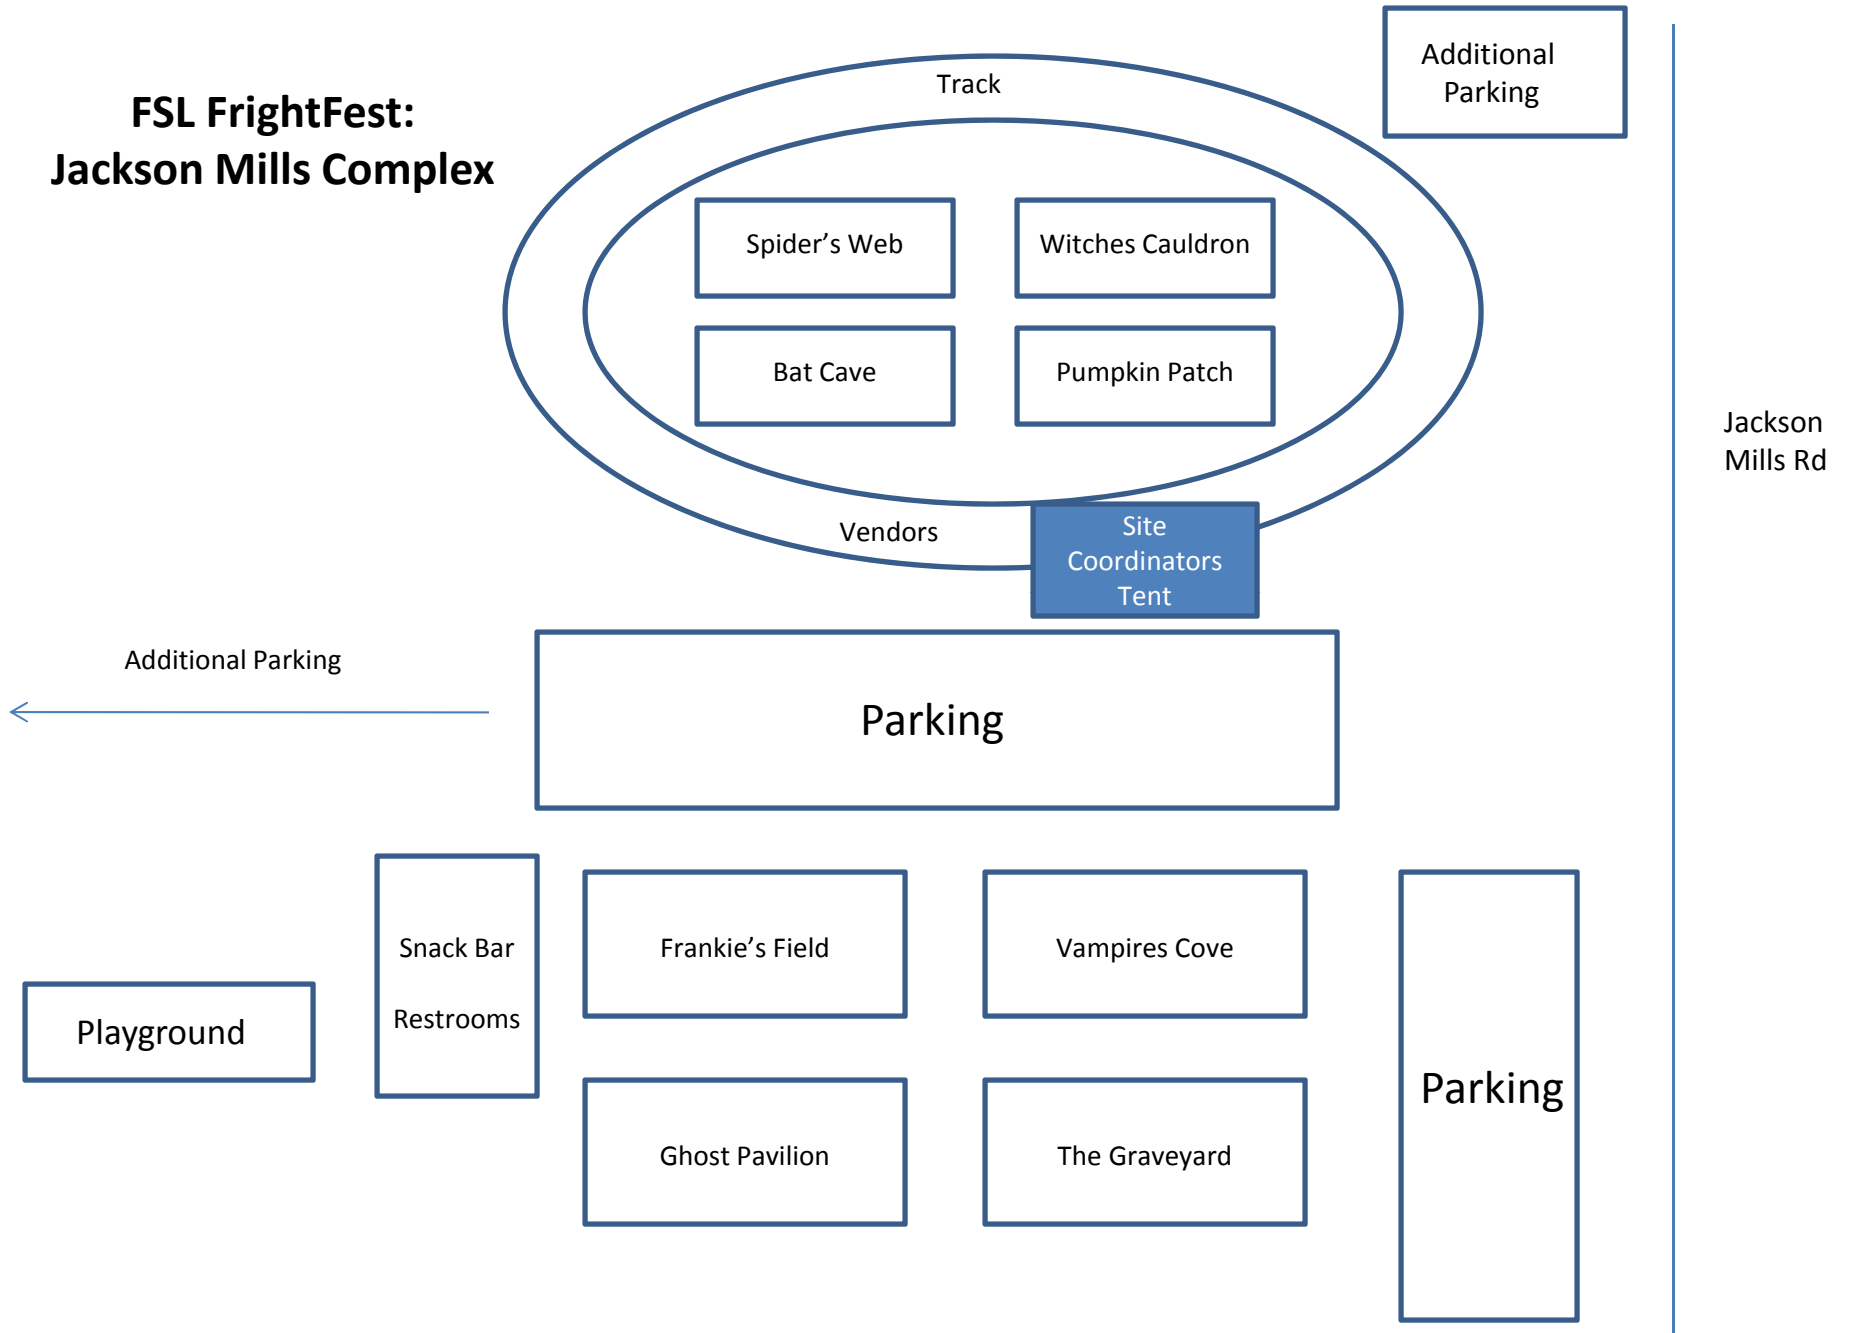 FSL FrightFest:
Jackson Mills Complex
Additional
Parking
Track
Spider’s Web
Witches Cauldron
Bat Cave
Pumpkin Patch
Jackson
Mills Rd
Vendors
Site
Coordinators
Tent
Additional Parking
Parking
Snack Bar
Restrooms
Frankie’s Field
Vampires Cove
Playground
Parking
Ghost Pavilion
The Graveyard